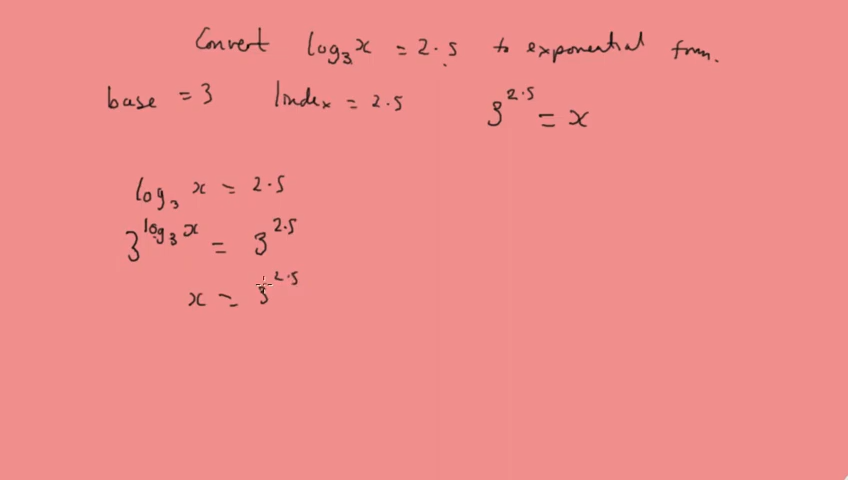 Convert log₃x = 2.5 to exponential form.
base = 3 Index = 2.5 3^2.5 = x
log₃ x = 2.5
3^log₃x = 3^2.5
x = 3^2.5